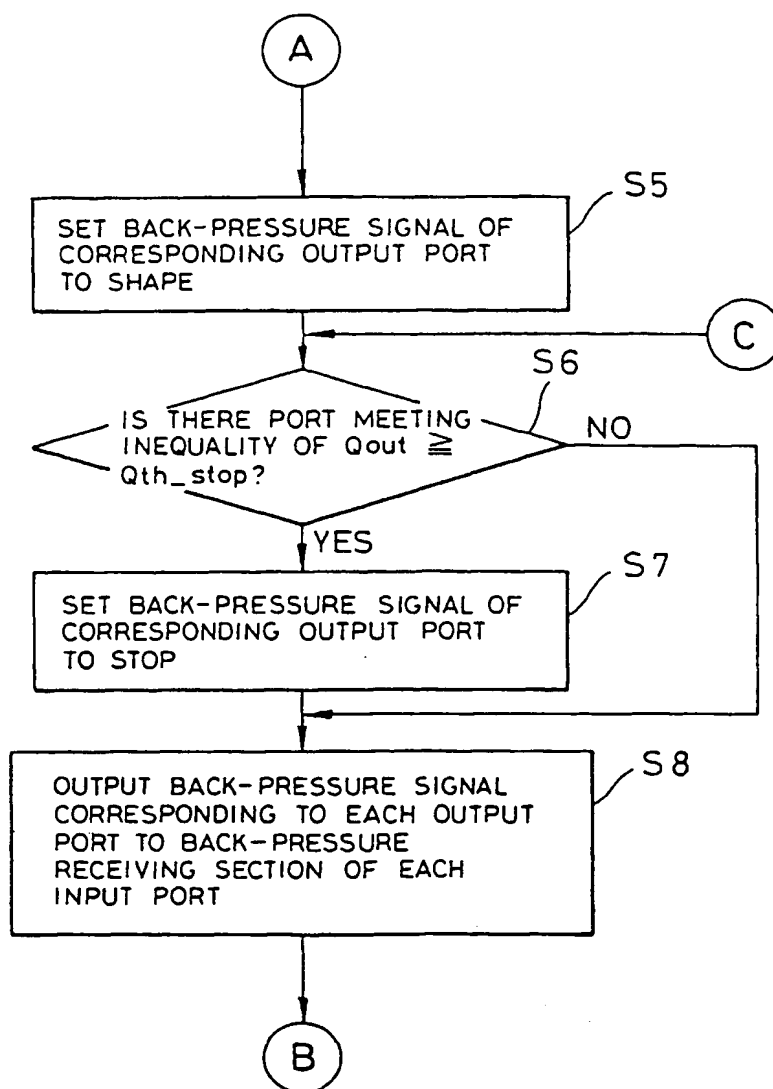 A
S5
SET BACK-PRESSURE SIGNAL OF
CORRESPONDING OUTPUT PORT
TO SHAPE
C
S6
IS THERE PORT MEETING
INEQUALITY OF Qout ≧
Qth_stop?
NO
YES
S7
SET BACK-PRESSURE SIGNAL OF
CORRESPONDING OUTPUT PORT
TO STOP
S8
OUTPUT BACK-PRESSURE SIGNAL
CORRESPONDING TO EACH OUTPUT
PORT TO BACK-PRESSURE
RECEIVING SECTION OF EACH
INPUT PORT
B